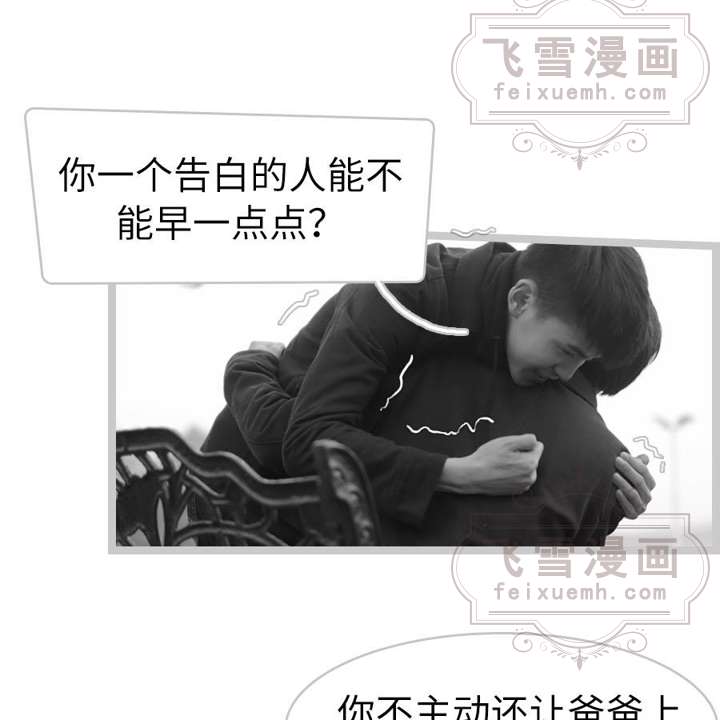 飞雪漫画
feixuemh.com
你一个告白的人能不
能早一点点?
飞雪漫画
feixuemh.com
你不主动还让爸爸上